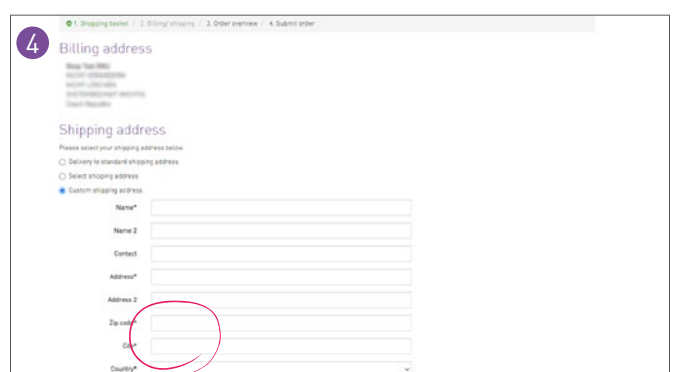 4
1. Shopping basket / 2. Billing/ shipping / 3. Order overview / 4. Submit order
Billing address
Czech Republic
Shipping address
Please select your shipping address below.
Delivery to standard shipping address
Select shipping address
Custom shipping address
Name*
Name 2
Contact
Address*
Address 2
Zip code*
City*
Country*